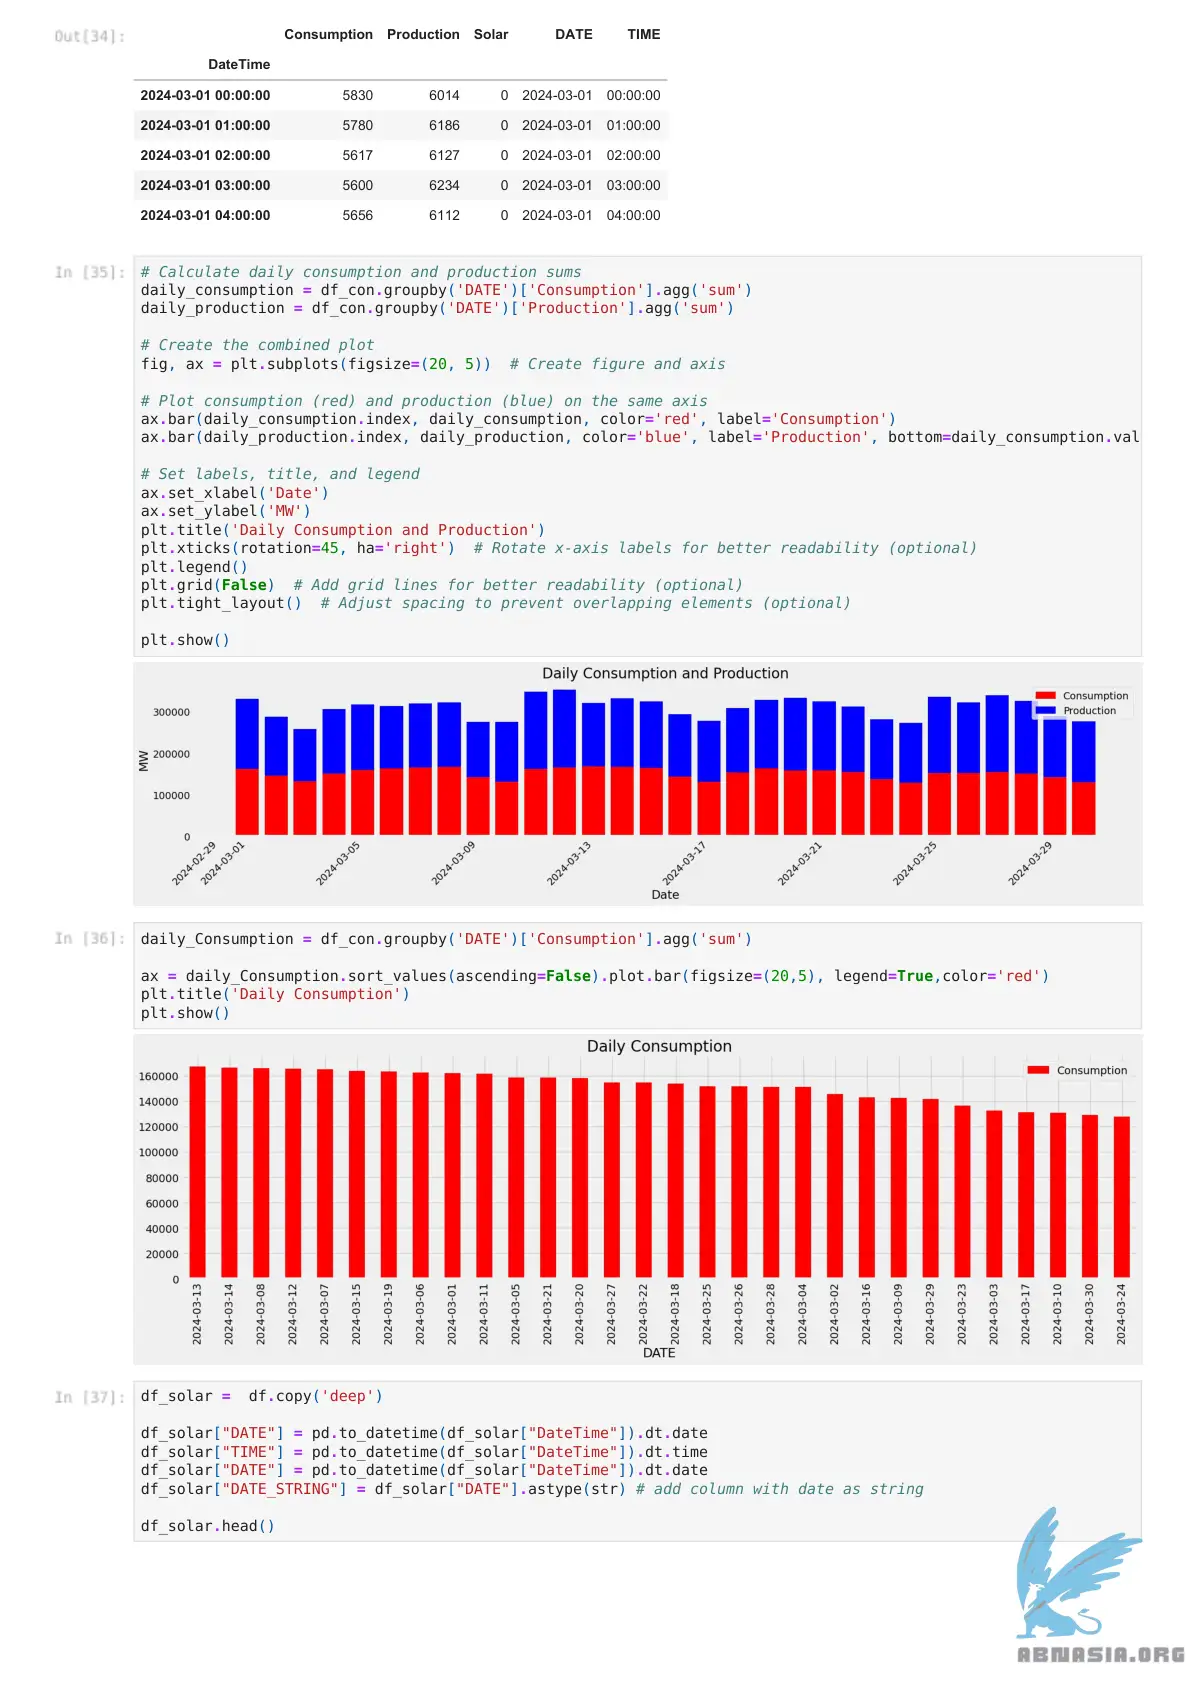 Out[34]:
Consumption Production Solar DATE TIME
DateTime
2024-03-01 00:00:00 5830 6014 0 2024-03-01 00:00:00
2024-03-01 01:00:00 5780 6186 0 2024-03-01 01:00:00
2024-03-01 02:00:00 5617 6127 0 2024-03-01 02:00:00
2024-03-01 03:00:00 5600 6234 0 2024-03-01 03:00:00
2024-03-01 04:00:00 5656 6112 0 2024-03-01 04:00:00
In [35]:
# Calculate daily consumption and production sums
daily_consumption = df_con.groupby('DATE')['Consumption'].agg('sum')
daily_production = df_con.groupby('DATE')['Production'].agg('sum')
# Create the combined plot
fig, ax = plt.subplots(figsize=(20, 5))  # Create figure and axis
# Plot consumption (red) and production (blue) on the same axis
ax.bar(daily_consumption.index, daily_consumption, color='red', label='Consumption')
ax.bar(daily_production.index, daily_production, color='blue', label='Production', bottom=daily_consumption.val
# Set labels, title, and legend
ax.set_xlabel('Date')
ax.set_ylabel('MW')
plt.title('Daily Consumption and Production')
plt.xticks(rotation=45, ha='right')  # Rotate x-axis labels for better readability (optional)
plt.legend()
plt.grid(False)  # Add grid lines for better readability (optional)
plt.tight_layout()  # Adjust spacing to prevent overlapping elements (optional)
plt.show()
Daily Consumption and Production
Consumption
Production
MW
300000
200000
100000
0
2024-02-29
2024-03-01
2024-03-05
2024-03-09
2024-03-13
2024-03-17
2024-03-21
2024-03-25
2024-03-29
Date
In [36]:
daily_Consumption = df_con.groupby('DATE')['Consumption'].agg('sum')
ax = daily_Consumption.sort_values(ascending=False).plot.bar(figsize=(20,5), legend=True,color='red')
plt.title('Daily Consumption')
plt.show()
Daily Consumption
Consumption
160000
140000
120000
100000
80000
60000
40000
20000
0
2024-03-13
2024-03-14
2024-03-08
2024-03-12
2024-03-07
2024-03-15
2024-03-19
2024-03-06
2024-03-01
2024-03-11
2024-03-05
2024-03-21
2024-03-20
2024-03-27
2024-03-22
2024-03-18
2024-03-25
2024-03-26
2024-03-28
2024-03-04
2024-03-02
2024-03-16
2024-03-09
2024-03-29
2024-03-23
2024-03-03
2024-03-17
2024-03-10
2024-03-30
2024-03-24
DATE
In [37]:
df_solar =  df.copy('deep')
df_solar["DATE"] = pd.to_datetime(df_solar["DateTime"]).dt.date
df_solar["TIME"] = pd.to_datetime(df_solar["DateTime"]).dt.time
df_solar["DATE"] = pd.to_datetime(df_solar["DateTime"]).dt.date
df_solar["DATE_STRING"] = df_solar["DATE"].astype(str) # add column with date as string
df_solar.head()
ABNASIA.ORG